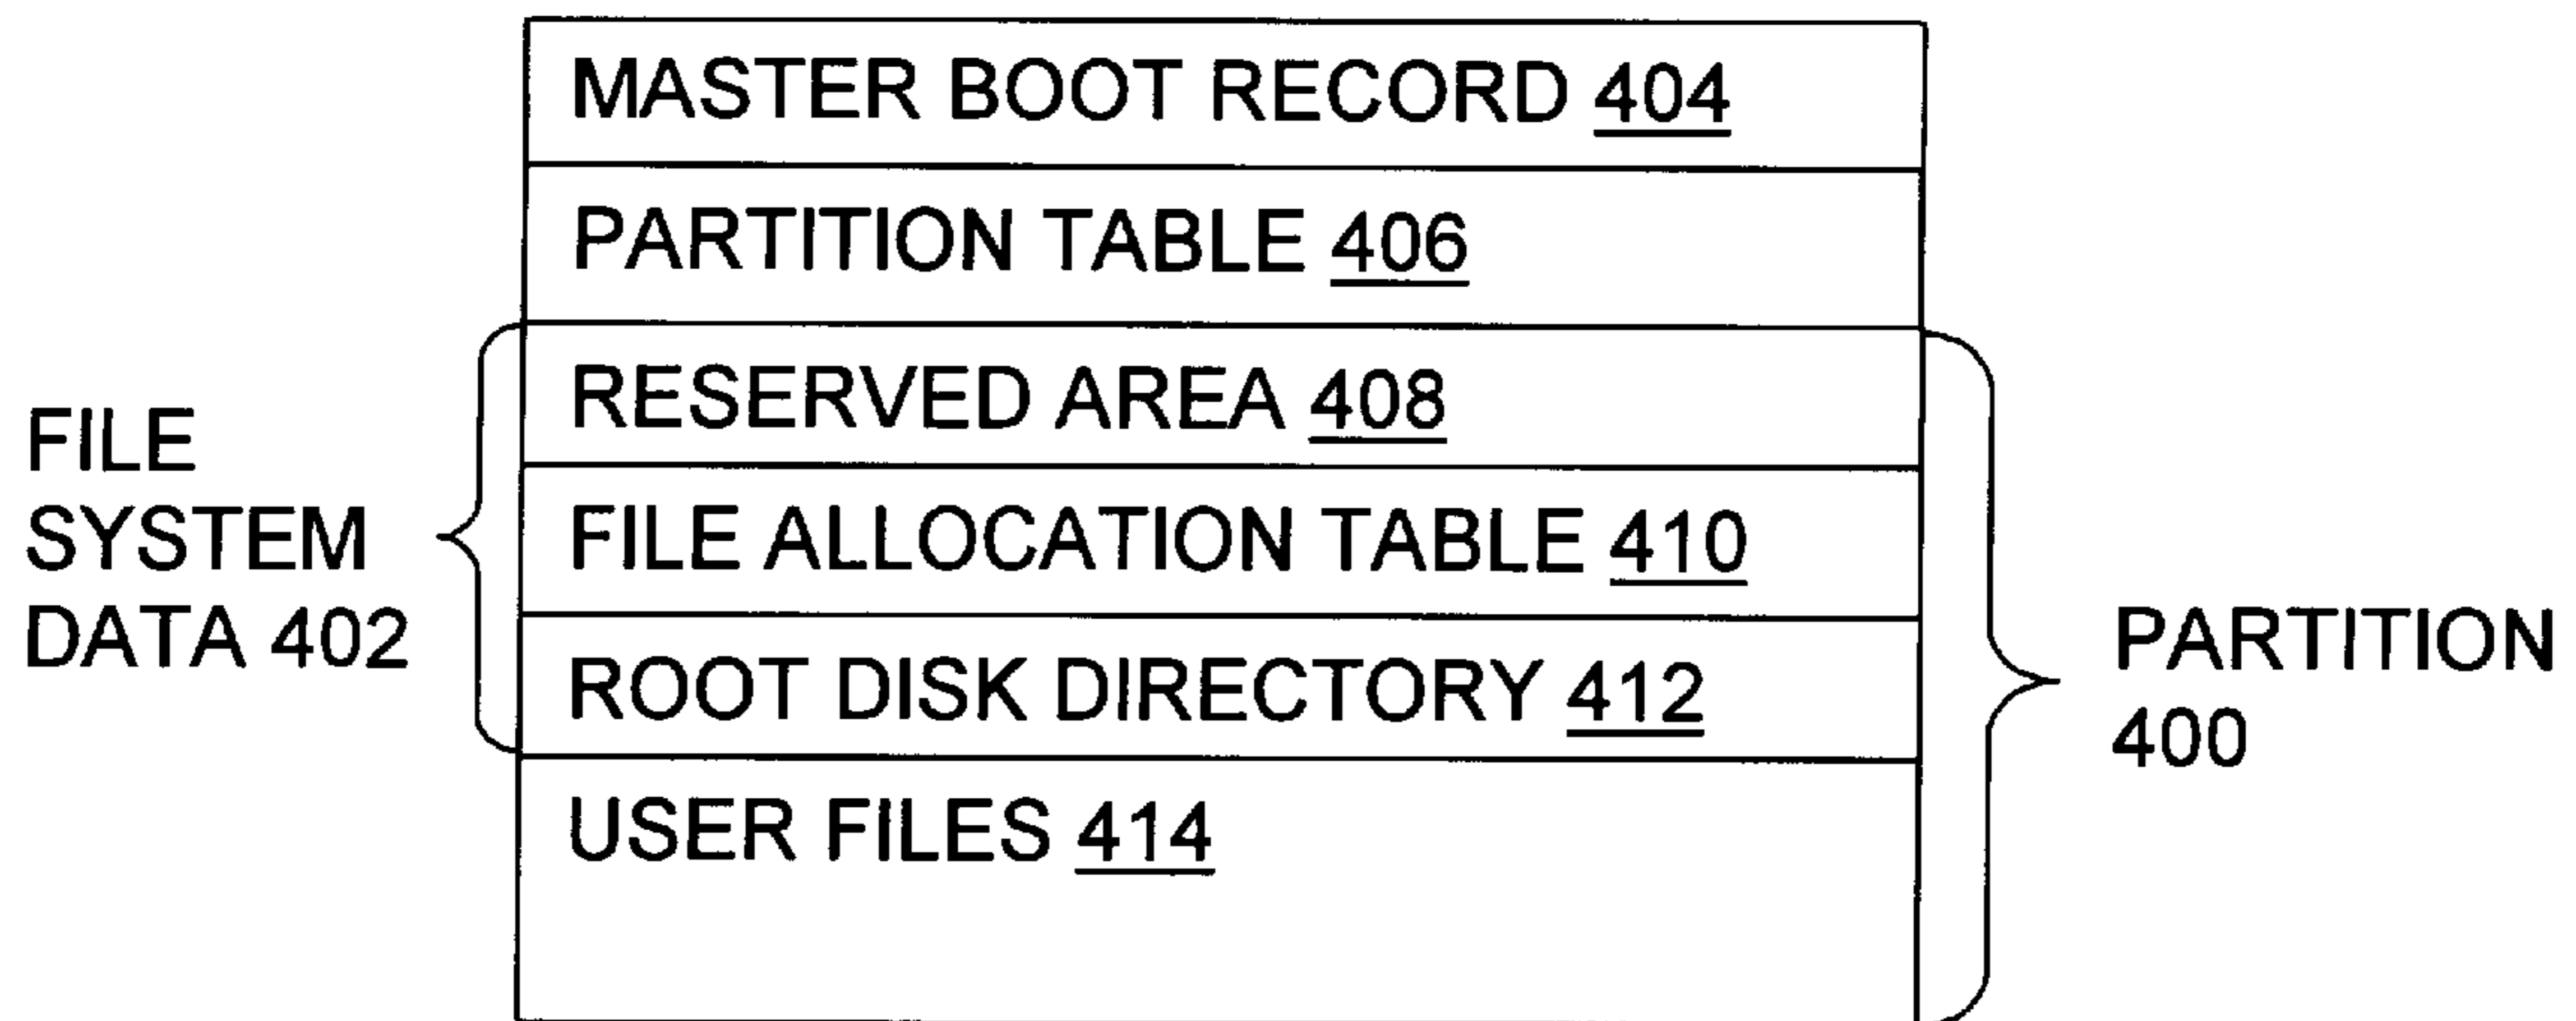 MASTER BOOT RECORD 404
PARTITION TABLE 406
RESERVED AREA 408
FILE ALLOCATION TABLE 410
ROOT DISK DIRECTORY 412
USER FILES 414
FILE
SYSTEM
DATA 402
PARTITION
400